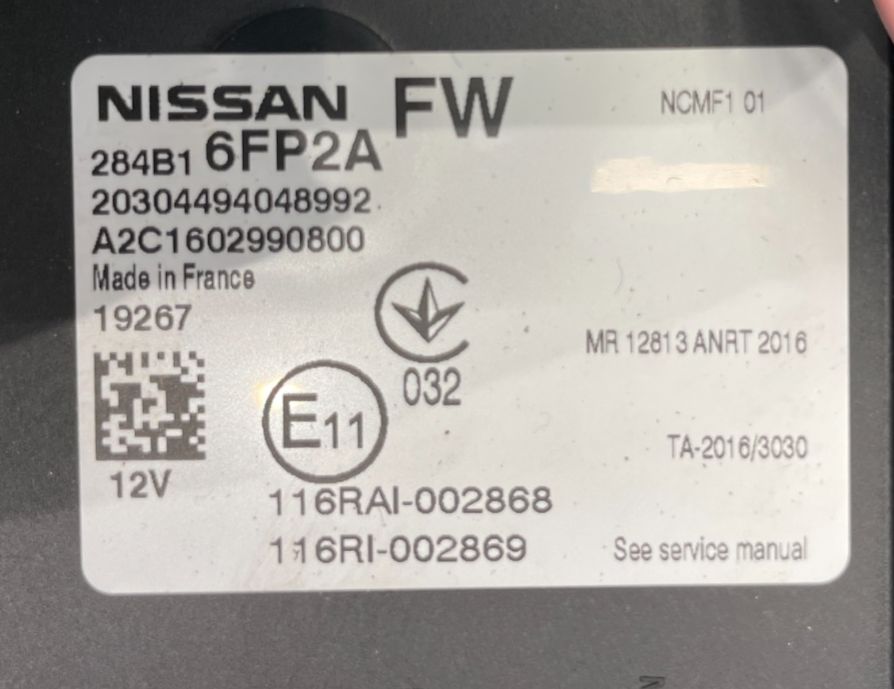 NISSAN FW
NCMF1 01
284B1 6FP2A
20304494048992
A2C1602990800
Made in France
19267
MR 12813 ANRT 2016
032
E11
TA-2016/3030
12V
116RAI-002868
116RI-002869
See service manual